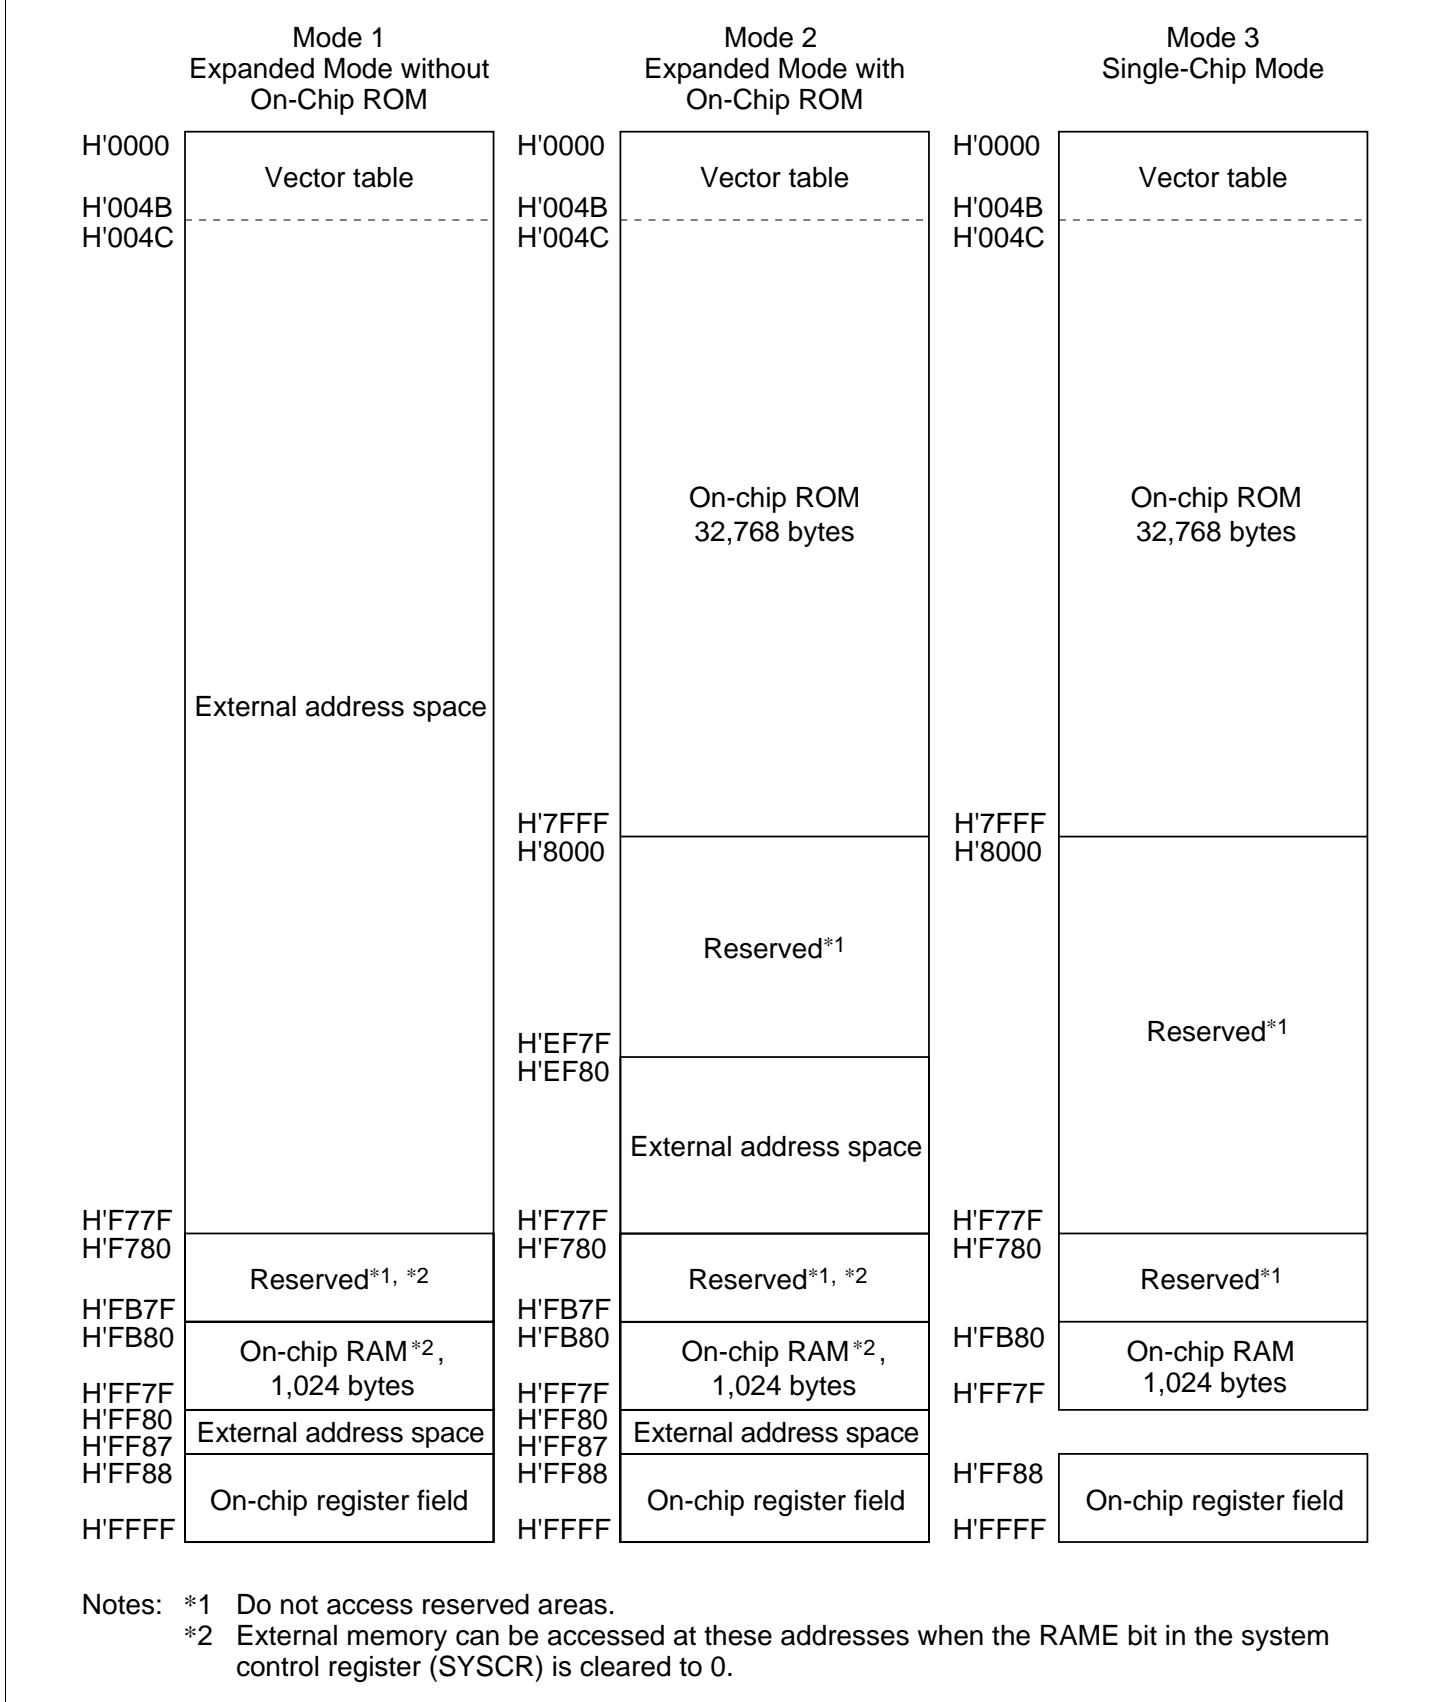 Mode 1
Expanded Mode without
On-Chip ROM
H'0000
Vector table
H'004B
H'004C
External address space
H'F77F
H'F780
Reserved*1, *2
H'FB7F
H'FB80
On-chip RAM*2,
1,024 bytes
H'FF7F
H'FF80
External address space
H'FF87
H'FF88
On-chip register field
H'FFFF
Mode 2
Expanded Mode with
On-Chip ROM
H'0000
Vector table
H'004B
H'004C
On-chip ROM
32,768 bytes
H'7FFF
H'8000
Reserved*1
H'EF7F
H'EF80
External address space
H'F77F
H'F780
Reserved*1, *2
H'FB7F
H'FB80
On-chip RAM*2,
1,024 bytes
H'FF7F
H'FF80
External address space
H'FF87
H'FF88
On-chip register field
H'FFFF
Mode 3
Single-Chip Mode
H'0000
Vector table
H'004B
H'004C
On-chip ROM
32,768 bytes
H'7FFF
H'8000
Reserved*1
H'F77F
H'F780
Reserved*1
H'FB80
On-chip RAM
1,024 bytes
H'FF7F
H'FF88
On-chip register field
H'FFFF
Notes: *1 Do not access reserved areas.
*2 External memory can be accessed at these addresses when the RAME bit in the system
control register (SYSCR) is cleared to 0.